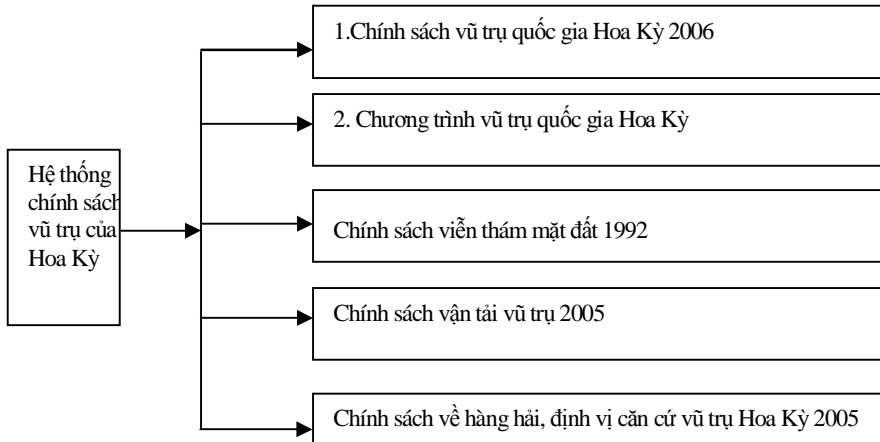 1.Chính sách vũ trụ quốc gia Hoa Kỳ 2006
2. Chương trình vũ trụ quốc gia Hoa Kỳ
Hệ thống
chính sách
vũ trụ của
Hoa Kỳ
Chính sách viễn thám mặt đất 1992
Chính sách vận tải vũ trụ 2005
Chính sách về hàng hải, định vị căn cứ vũ trụ Hoa Kỳ 2005